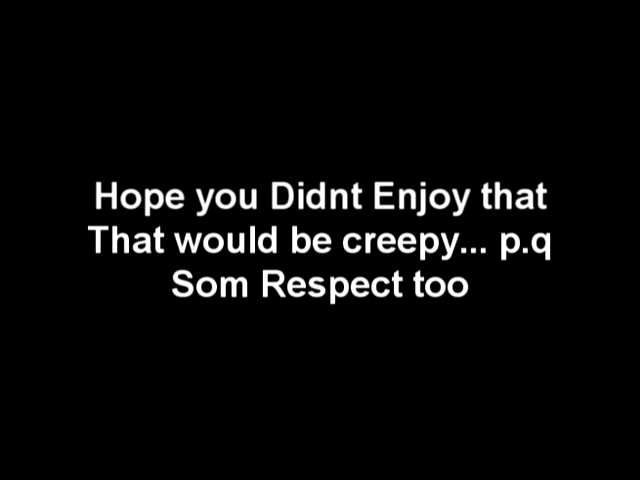 Hope you Didnt Enjoy that
That would be creepy... p.q
Som Respect too